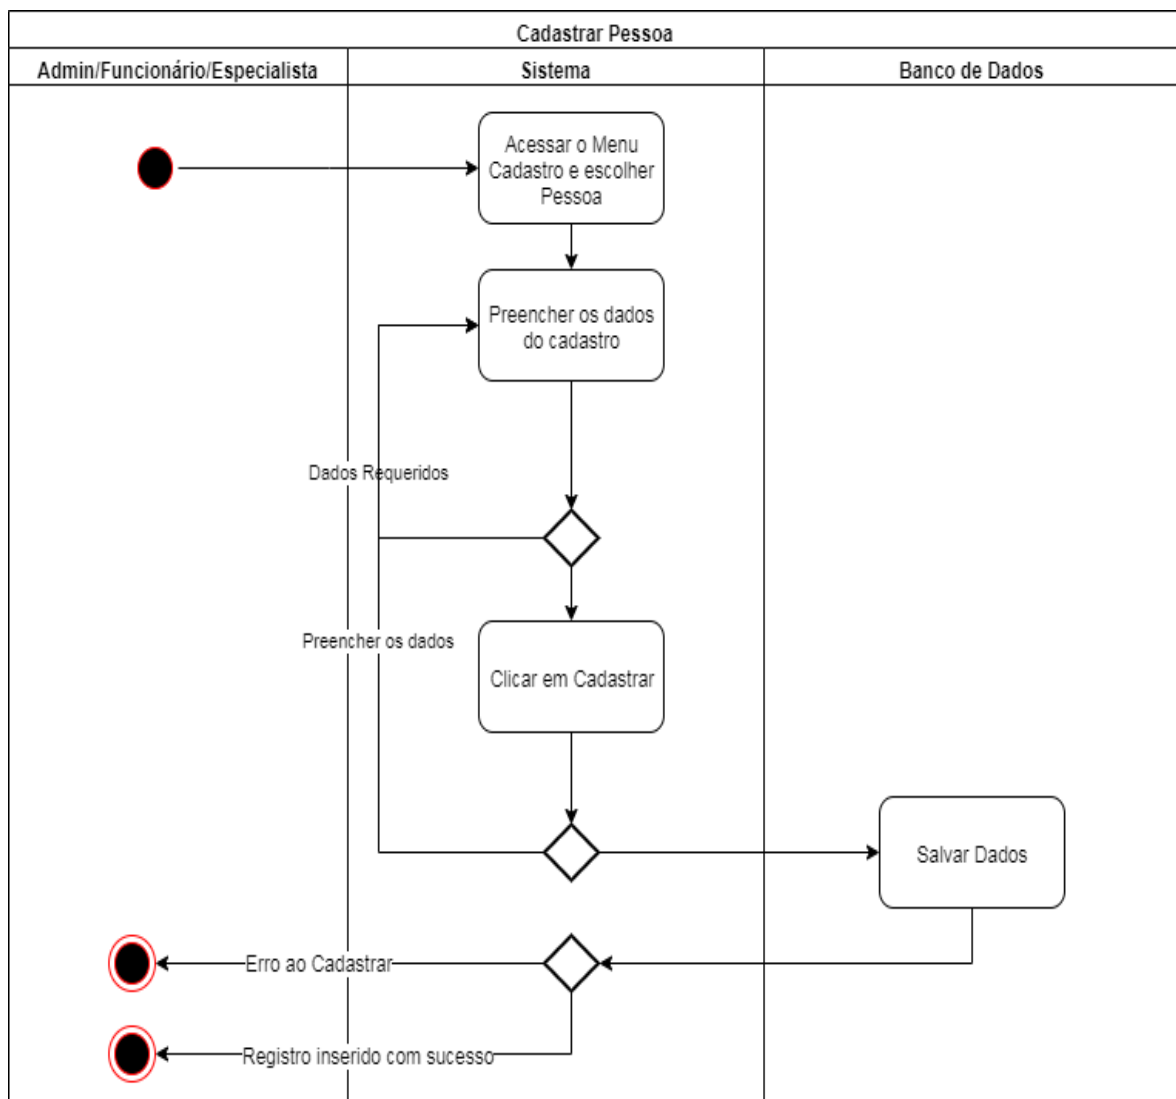 Cadastrar Pessoa
Admin/Funcionário/Especialista
Sistema
Banco de Dados
Acessar o Menu
Cadastro e escolher
Pessoa
Preencher os dados
do cadastro
Dados Requeridos
Preencher os dados
Clicar em Cadastrar
Salvar Dados
Erro ao Cadastrar
Registro inserido com sucesso